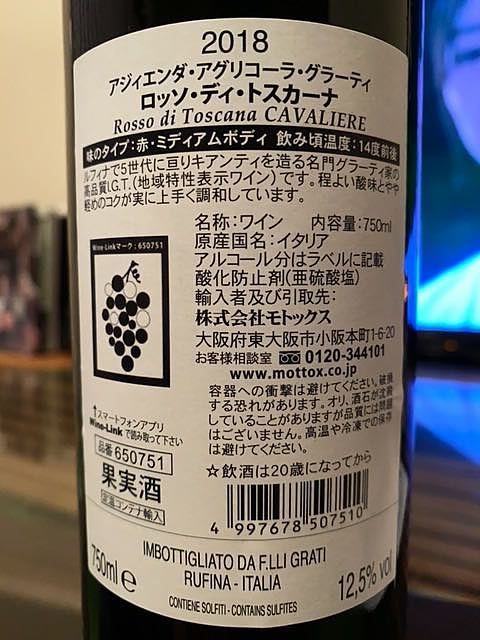 2018
アジィエンダ・アグリコーラ・グラーティ
ロッソ・ディ・トスカーナ
Rosso di Toscana CAVALIERE
味のタイプ:赤・ミディアムボディ 飲み頃温度:14度前後
ルフィナで5世代に亘りキアンティを造る名門グラーティ家の
高品質I.G.T.(地域特性表示ワイン)です。程よい酸味とやや
軽めのコクが実に上手く調和しています。
名称:ワイン 内容量:750ml
原産国名:イタリア
アルコール分はラベルに記載
酸化防止剤(亜硫酸塩)
輸入者及び引取先:
株式会社モトックス
大阪府東大阪市小阪本町1-6-20
お客様相談室 0120-344101
www.mottox.co.jp
容器への衝撃は避けてください。破損
する恐れがあります。オリ、酒石が沈澱
していることがありますが品質には問題
はございません。高温や冷凍での保存
は避けてください。
☆飲酒は20歳になってから
Wine-Linkマーク:650751
↑スマートフォンアプリ
Wine-Linkで読み取って下さい
品番650751
果実酒
定温コンテナ輸入
4 997678 507510
750ml e
IMBOTTIGLIATO DA F.LLI GRATI
RUFINA - ITALIA
12,5% vol
CONTIENE SOLFITI - CONTAINS SULFITES